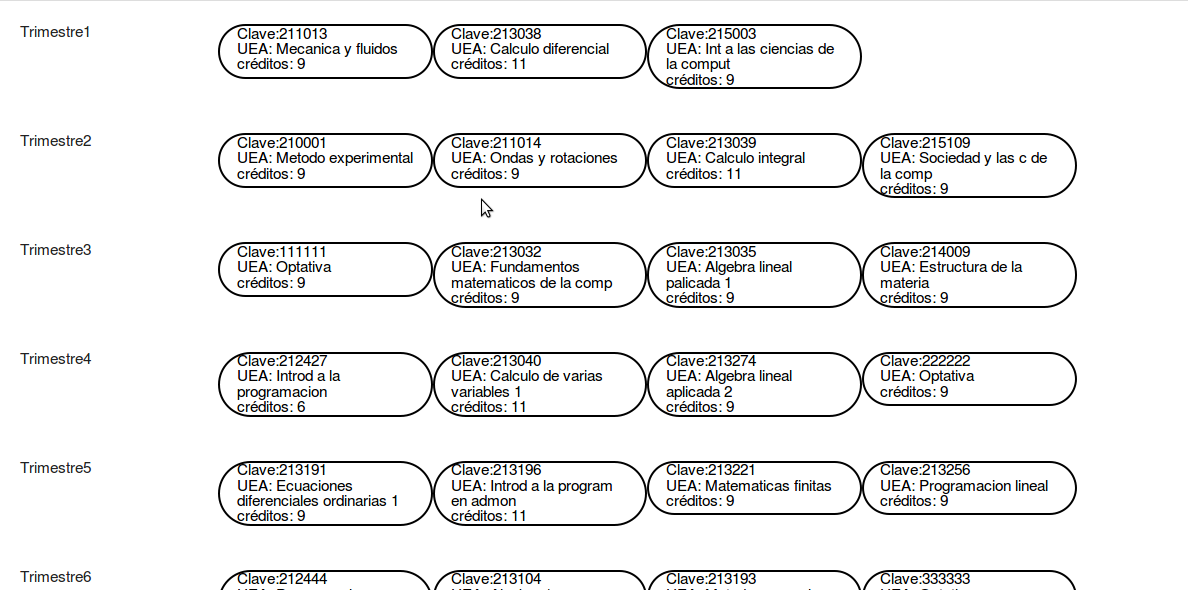 Trimestre1
Clave:211013
UEA: Mecanica y fluidos
créditos: 9
Clave:213038
UEA: Calculo diferencial
créditos: 11
Clave:215003
UEA: Int a las ciencias de
la comput
créditos: 9
Trimestre2
Clave:210001
UEA: Metodo experimental
créditos: 9
Clave:211014
UEA: Ondas y rotaciones
créditos: 9
Clave:213039
UEA: Calculo integral
créditos: 11
Clave:215109
UEA: Sociedad y las c de
la comp
créditos: 9
Trimestre3
Clave:111111
UEA: Optativa
créditos: 9
Clave:213032
UEA: Fundamentos
matematicos de la comp
créditos: 9
Clave:213035
UEA: Algebra lineal
palicada 1
créditos: 9
Clave:214009
UEA: Estructura de la
materia
créditos: 9
Trimestre4
Clave:212427
UEA: Introd a la
programacion
créditos: 6
Clave:213040
UEA: Calculo de varias
variables 1
créditos: 11
Clave:213274
UEA: Algebra lineal
aplicada 2
créditos: 9
Clave:222222
UEA: Optativa
créditos: 9
Trimestre5
Clave:213191
UEA: Ecuaciones
diferenciales ordinarias 1
créditos: 9
Clave:213196
UEA: Introd a la program
en admon
créditos: 11
Clave:213221
UEA: Matematicas finitas
créditos: 9
Clave:213256
UEA: Programacion lineal
créditos: 9
Trimestre6
Clave:212444
Clave:213104
Clave:213193
Clave:333333